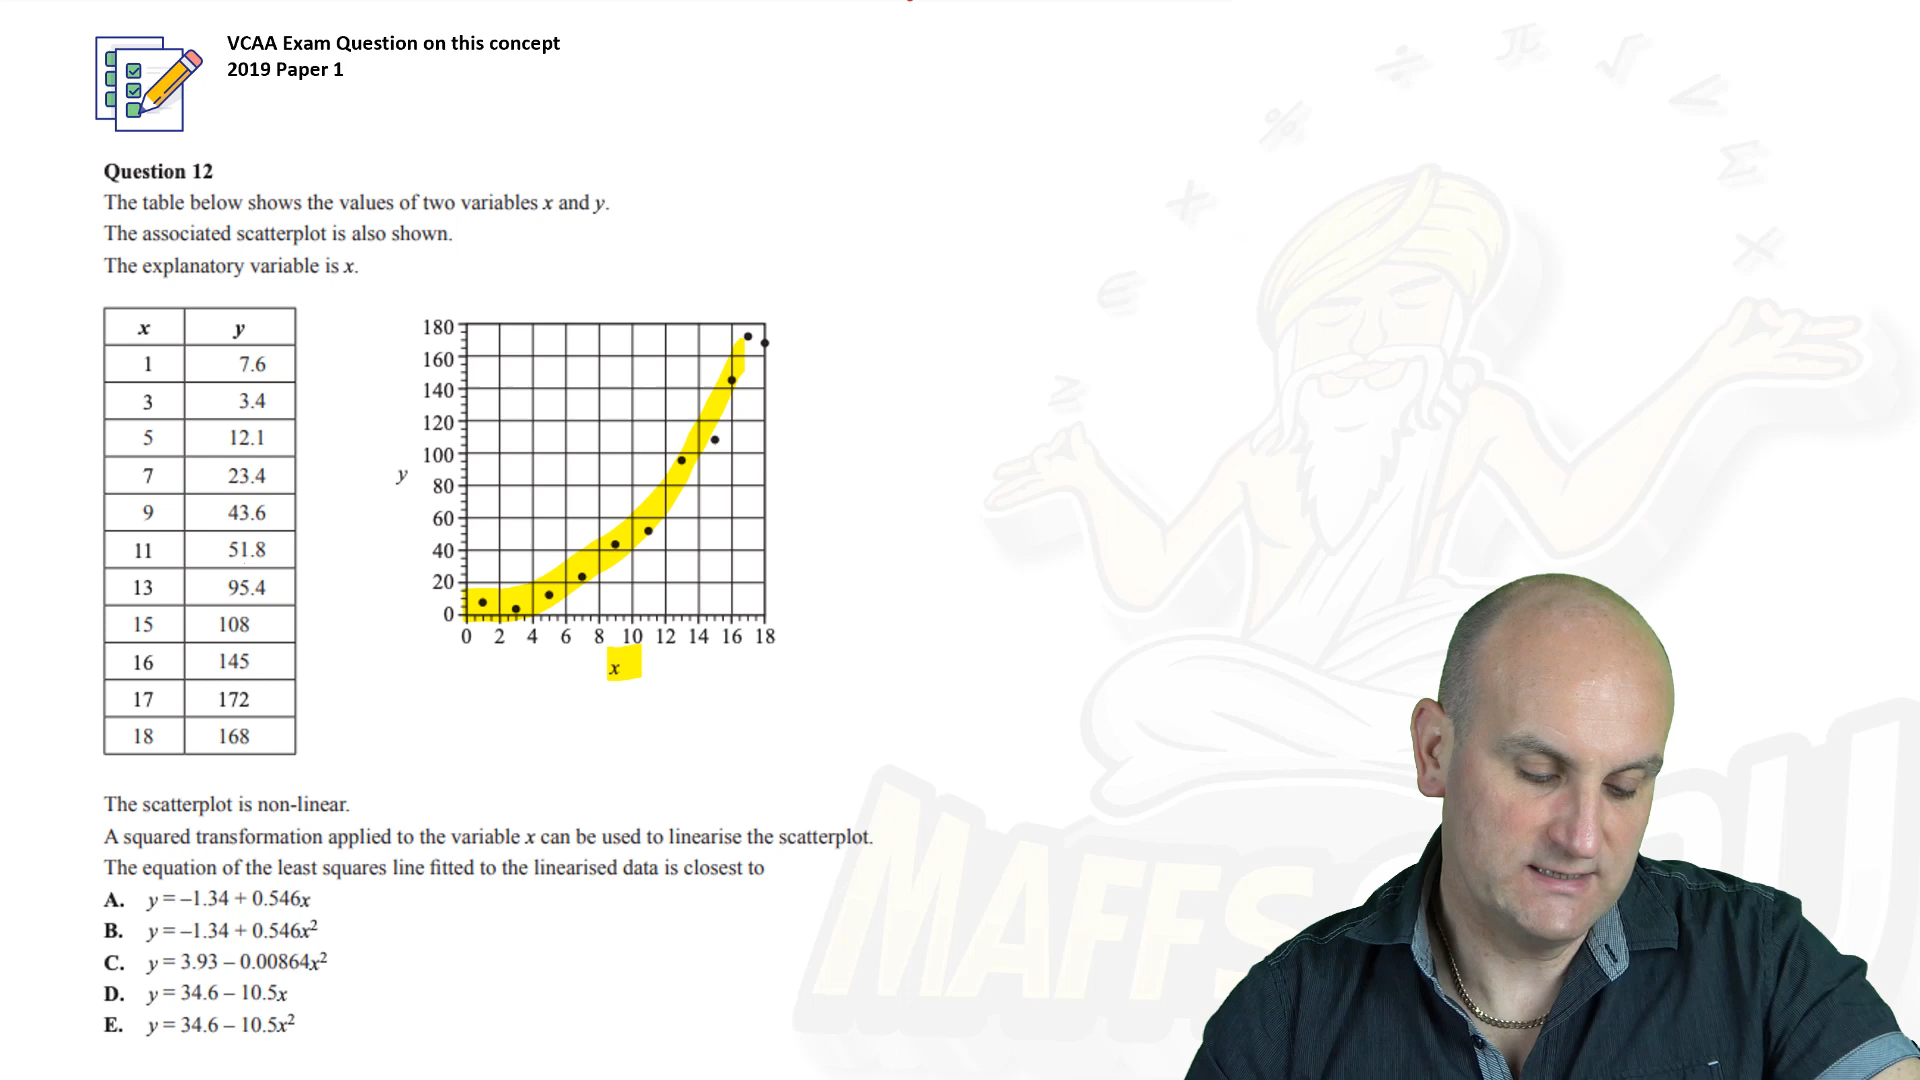 VCAA Exam Question on this concept
2019 Paper 1
Question 12
The table below shows the values of two variables x and y.
The associated scatterplot is also shown.
The explanatory variable is x.
x y
1 7.6
3 3.4
5 12.1
7 23.4
9 43.6
11 51.8
13 95.4
15 108
16 145
17 172
18 168
180
160
140
120
100
y
80
60
40
20
0
0 2 4 6 8 10 12 14 16 18
x
The scatterplot is non-linear.
A squared transformation applied to the variable x can be used to linearise the scatterplot.
The equation of the least squares line fitted to the linearised data is closest to
A. y = –1.34 + 0.546x
B. y = –1.34 + 0.546x²
C. y = 3.93 – 0.00864x²
D. y = 34.6 – 10.5x
E. y = 34.6 – 10.5x²
MAFFS